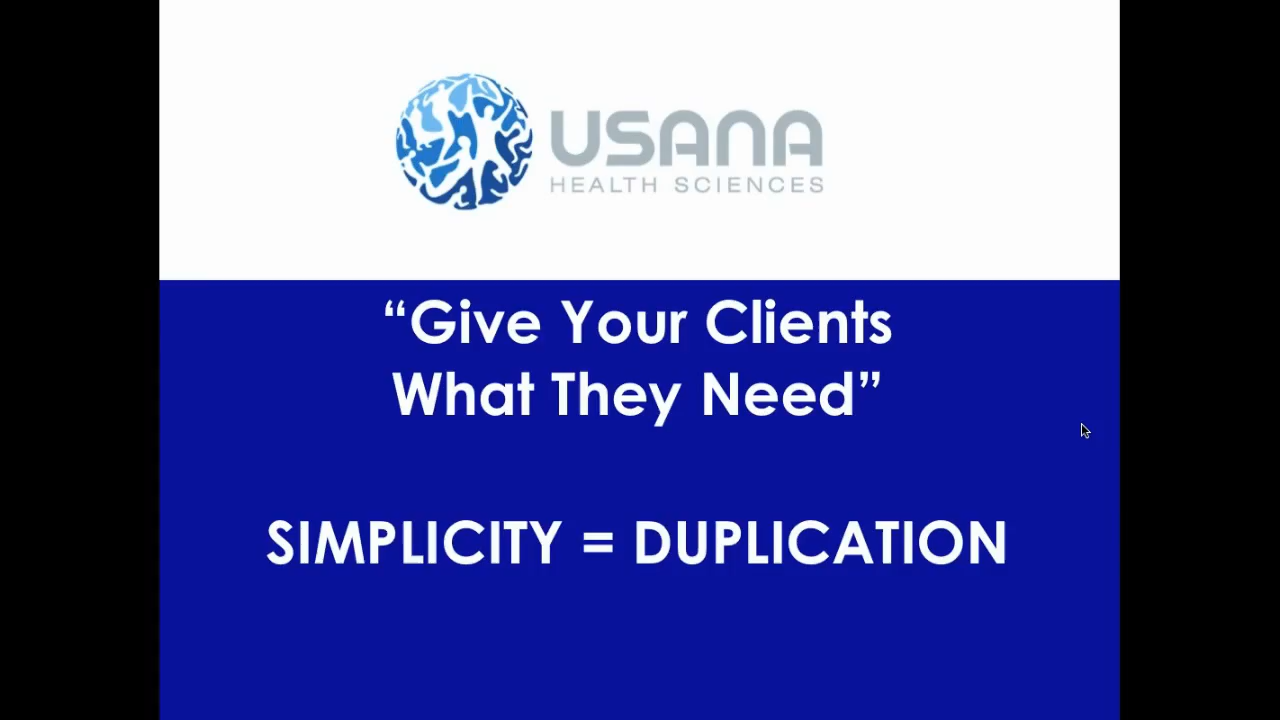 USANA
HEALTH SCIENCES
“Give Your Clients
What They Need”
SIMPLICITY = DUPLICATION